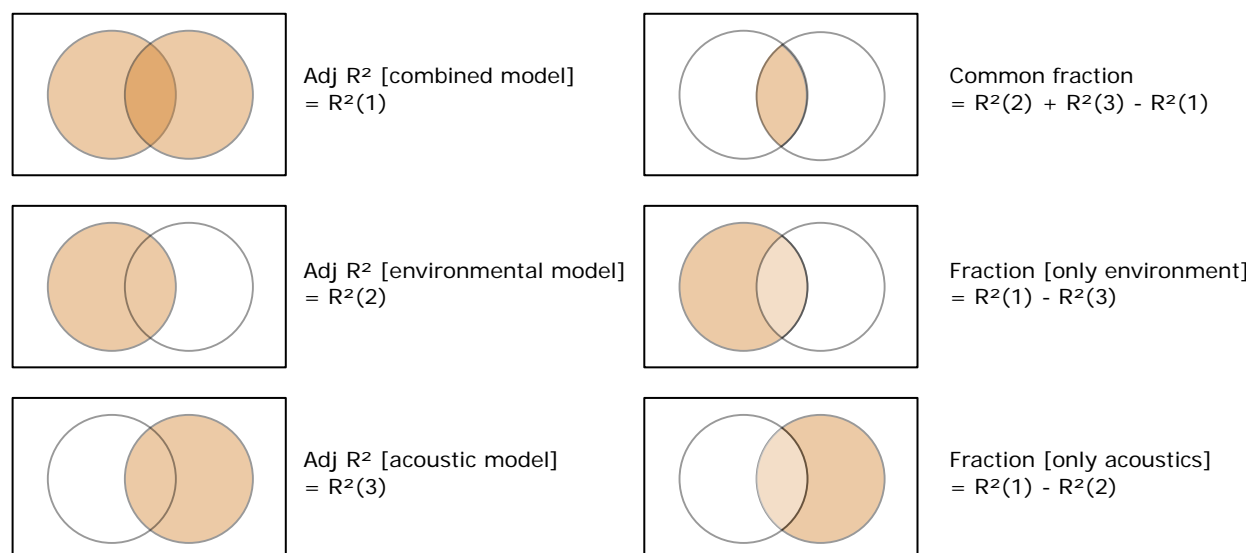 Adj R² [combined model]
= R²(1)
Common fraction
= R²(2) + R²(3) - R²(1)
Adj R² [environmental model]
= R²(2)
Fraction [only environment]
= R²(1) - R²(3)
Adj R² [acoustic model]
= R²(3)
Fraction [only acoustics]
= R²(1) - R²(2)